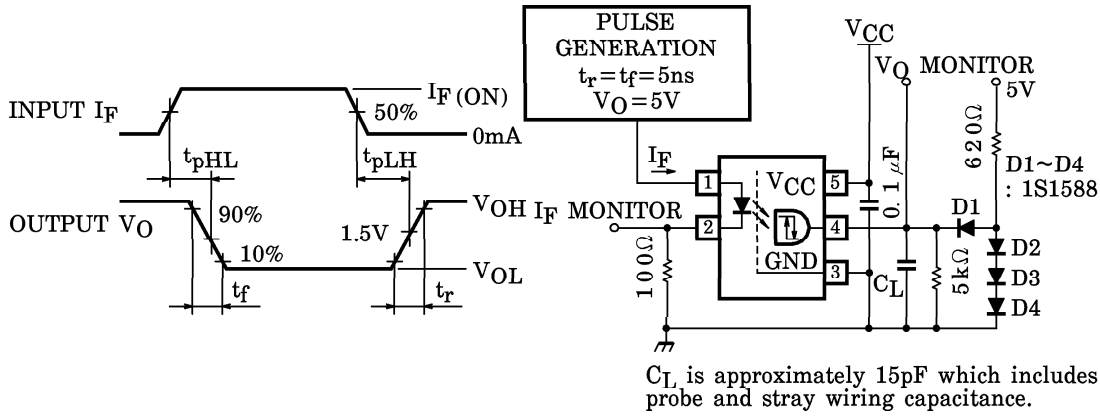 INPUT IF
IF (ON)
50%
0mA
tpHL
tpLH
OUTPUT VO
90%
10%
1.5V
VOH
VOL
tf
tr
PULSE
GENERATION
tr=tf=5ns
VO=5V
IF
IF MONITOR
100Ω
1
2
VCC
GND
5
4
3
VCC
VO MONITOR
5V
0.1 μF
620Ω
D1~D4
: 1S1588
D1
D2
D3
D4
CL
5kΩ
CL is approximately 15pF which includes
probe and stray wiring capacitance.